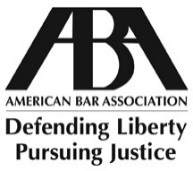 ABA
AMERICAN BAR ASSOCIATION
Defending Liberty
Pursuing Justice